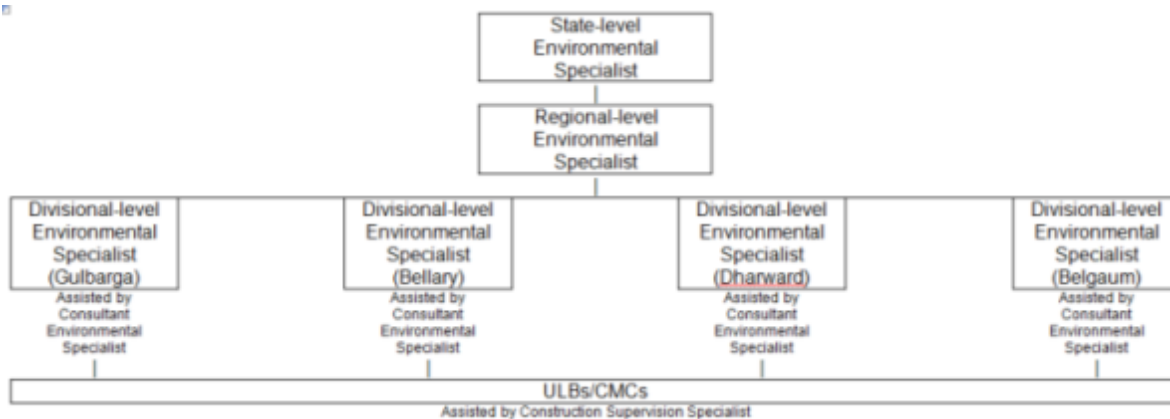 State-level
Environmental
Specialist
Regional-level
Environmental
Specialist
Divisional-level
Environmental
Specialist
(Gulbarga)
Assisted by
Consultant
Environmental
Specialist
Divisional-level
Environmental
Specialist
(Bellary)
Assisted by
Consultant
Environmental
Specialist
Divisional-level
Environmental
Specialist
(Dharward)
Assisted by
Consultant
Environmental
Specialist
Divisional-level
Environmental
Specialist
(Belgaum)
Assisted by
Consultant
Environmental
Specialist
ULBs/CMCs
Assisted by Construction Supervision Specialist